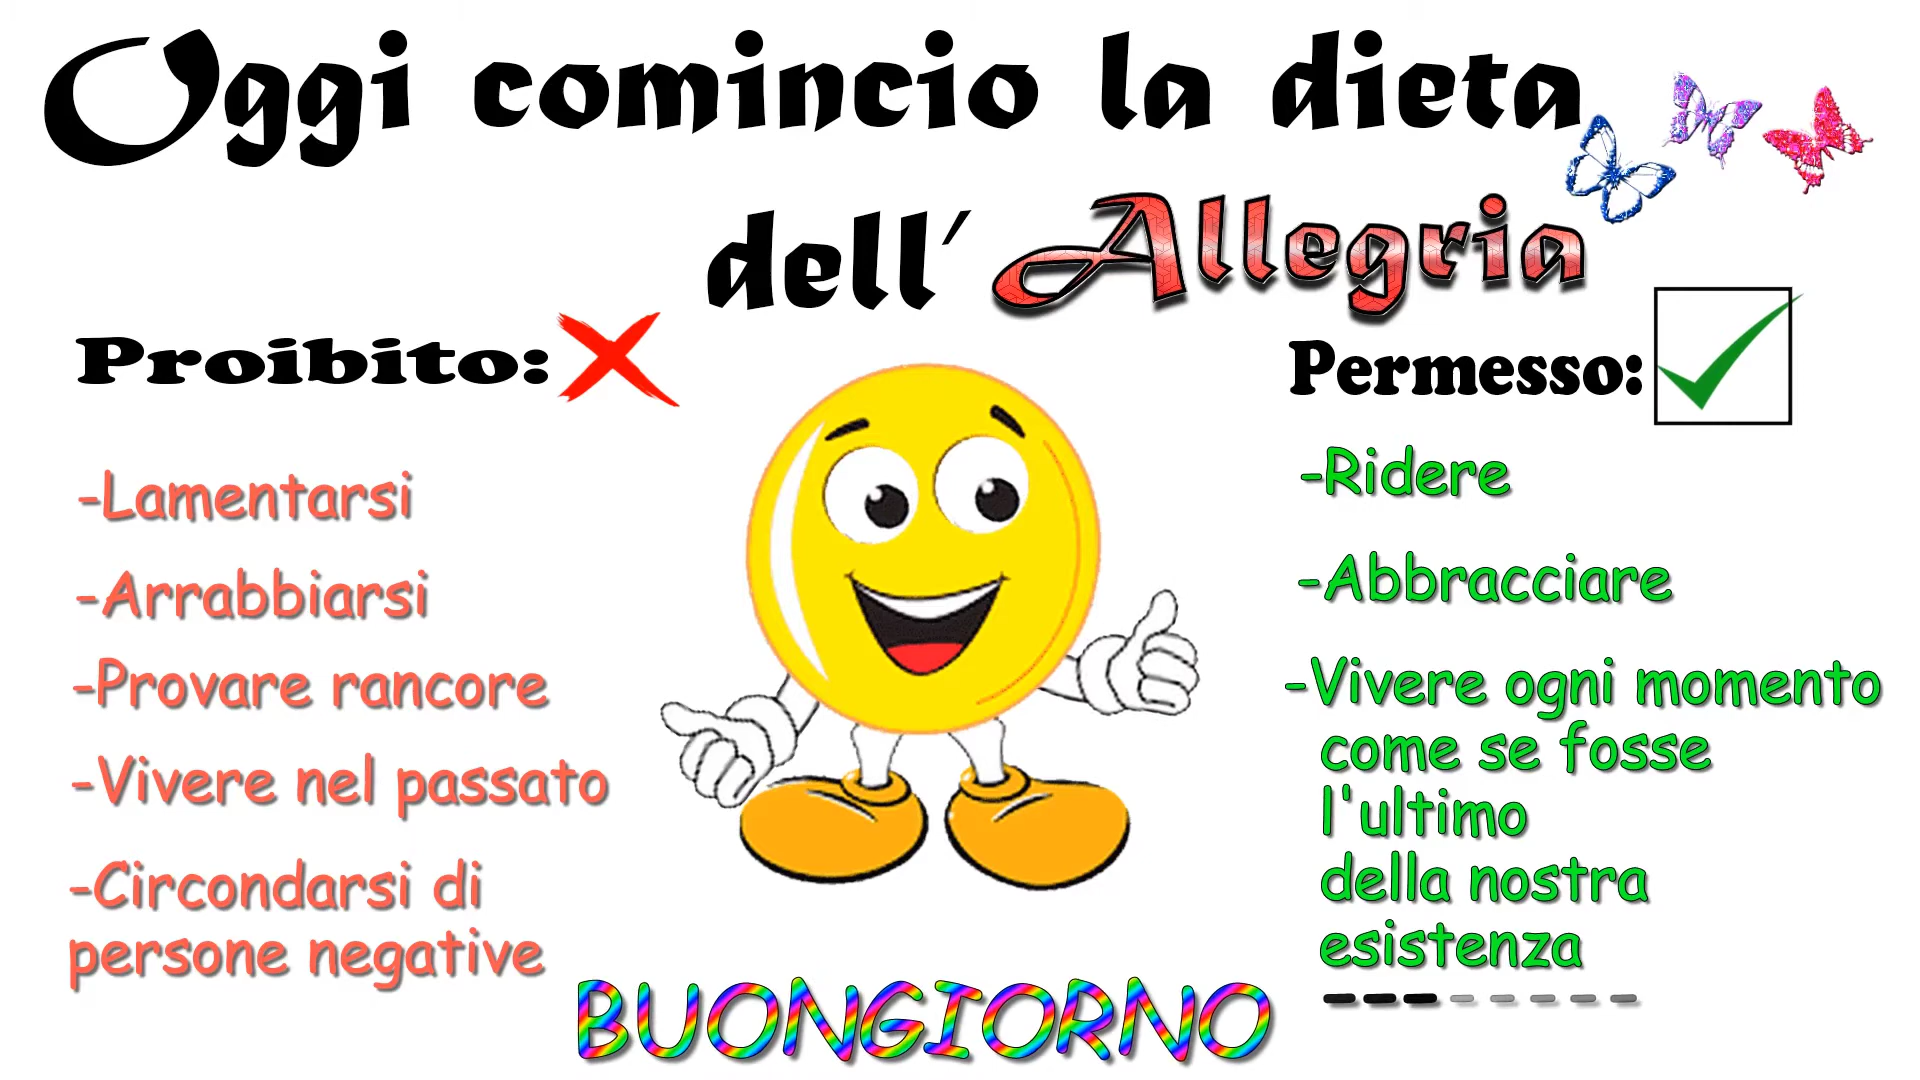 Oggi comincio la dieta
dell' Allegria
Proibito:
-Lamentarsi
-Arrabbiarsi
-Provare rancore
-Vivere nel passato
-Circondarsi di
persone negative
Permesso:
-Ridere
-Abbracciare
-Vivere ogni momento
come se fosse
l'ultimo
della nostra
esistenza
BUONGIORNO